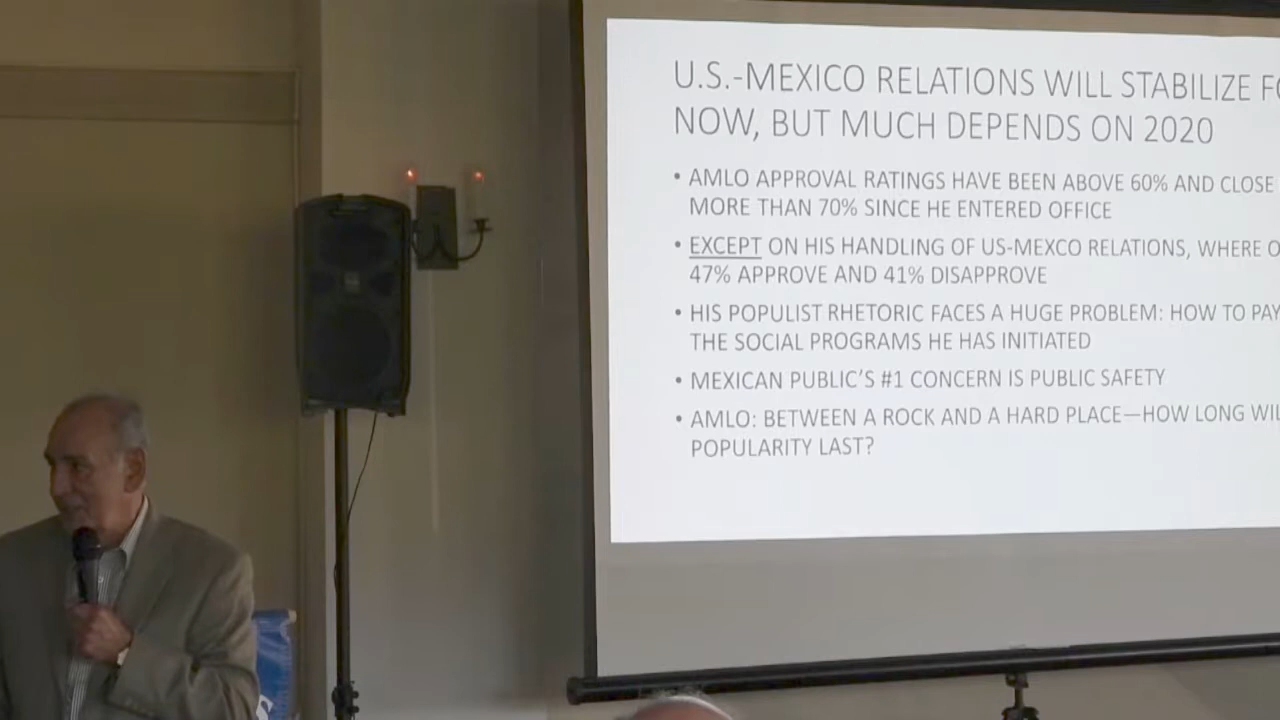 U.S.-MEXICO RELATIONS WILL STABILIZE
NOW, BUT MUCH DEPENDS ON 2020
• AMLO APPROVAL RATINGS HAVE BEEN ABOVE 60% AND CLOSE
MORE THAN 70% SINCE HE ENTERED OFFICE
• EXCEPT ON HIS HANDLING OF US-MEXCO RELATIONS, WHERE
47% APPROVE AND 41% DISAPPROVE
• HIS POPULIST RHETORIC FACES A HUGE PROBLEM: HOW TO PAY
THE SOCIAL PROGRAMS HE HAS INITIATED
• MEXICAN PUBLIC'S #1 CONCERN IS PUBLIC SAFETY
• AMLO: BETWEEN A ROCK AND A HARD PLACE—HOW LONG
POPULARITY LAST?